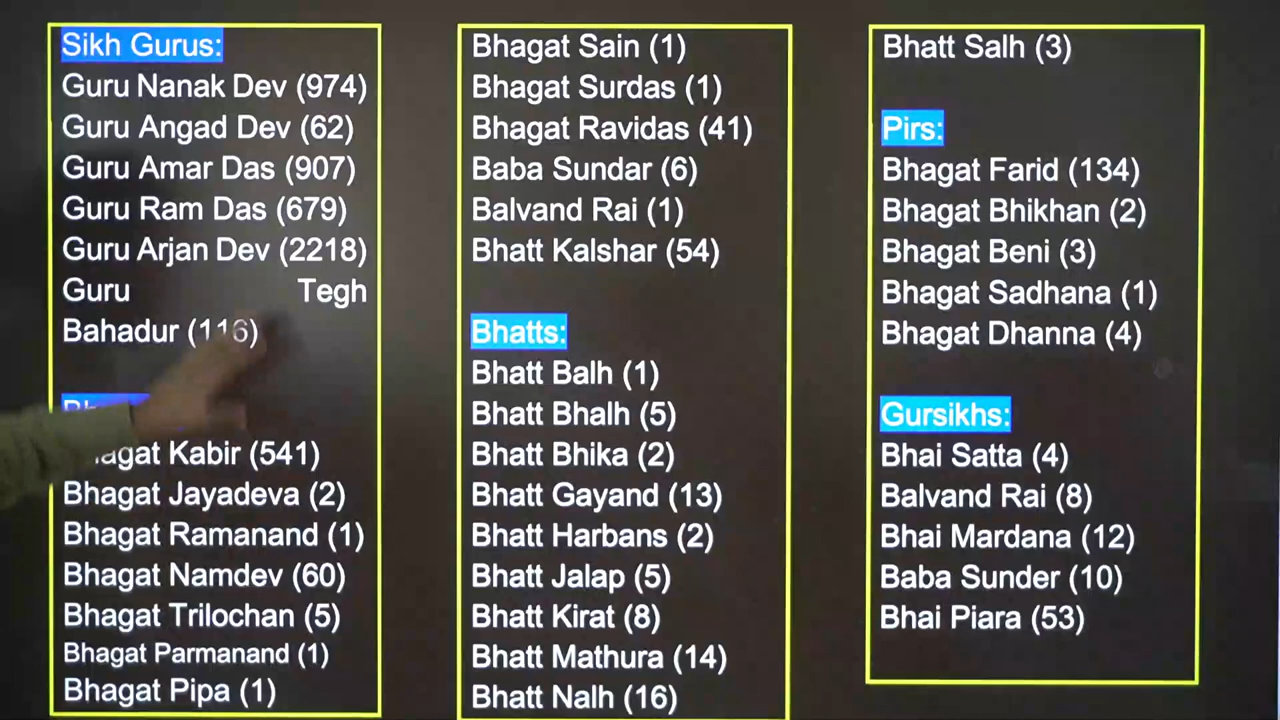 Sikh Gurus:
Guru Nanak Dev (974)
Guru Angad Dev (62)
Guru Amar Das (907)
Guru Ram Das (679)
Guru Arjan Dev (2218)
Guru Tegh
Bahadur (116)
Bhagat Kabir (541)
Bhagat Jayadeva (2)
Bhagat Ramanand (1)
Bhagat Namdev (60)
Bhagat Trilochan (5)
Bhagat Parmanand (1)
Bhagat Pipa (1)
Bhagat Sain (1)
Bhagat Surdas (1)
Bhagat Ravidas (41)
Baba Sundar (6)
Balvand Rai (1)
Bhatt Kalshar (54)
Bhatts:
Bhatt Balh (1)
Bhatt Bhalh (5)
Bhatt Bhika (2)
Bhatt Gayand (13)
Bhatt Harbans (2)
Bhatt Jalap (5)
Bhatt Kirat (8)
Bhatt Mathura (14)
Bhatt Nalh (16)
Bhatt Salh (3)
Pirs:
Bhagat Farid (134)
Bhagat Bhikhan (2)
Bhagat Beni (3)
Bhagat Sadhana (1)
Bhagat Dhanna (4)
Gursikhs:
Bhai Satta (4)
Balvand Rai (8)
Bhai Mardana (12)
Baba Sunder (10)
Bhai Piara (53)